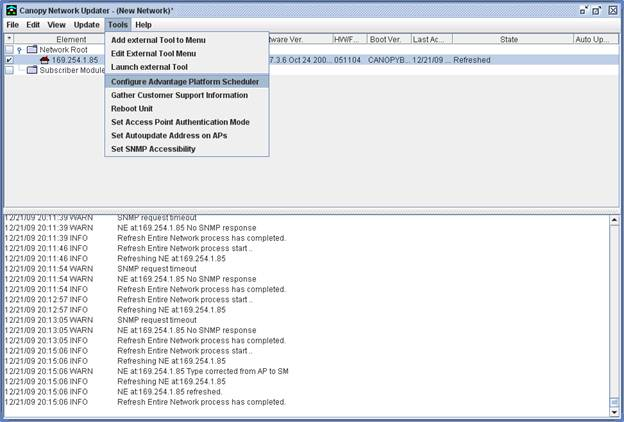 Canopy Network Updater - (New Network)*
File Edit View Update Tools Help
* Element ware Ver. HW/F... Boot Ver. Last Ac... State Auto Up...
Network Root
169.254.1.85 7.3.6 Oct 24 200... 051104 CANOPYB... 12/21/09 ... Refreshed
Subscriber Module
Add external Tool to Menu
Edit External Tool Menu
Launch external Tool
Configure Advantage Platform Scheduler
Gather Customer Support Information
Reboot Unit
Set Access Point Authentication Mode
Set Autoupdate Address on APs
Set SNMP Accessibility
12/21/09 20:11:39 WARN SNMP request timeout
12/21/09 20:11:39 WARN NE at:169.254.1.85 No SNMP response
12/21/09 20:11:39 INFO Refresh Entire Network process has completed.
12/21/09 20:11:46 INFO Refresh Entire Network process start...
12/21/09 20:11:46 INFO Refreshing NE at:169.254.1.85
12/21/09 20:11:54 WARN SNMP request timeout
12/21/09 20:11:54 WARN NE at:169.254.1.85 No SNMP response
12/21/09 20:11:54 INFO Refresh Entire Network process has completed.
12/21/09 20:12:57 INFO Refresh Entire Network process start...
12/21/09 20:12:57 INFO Refreshing NE at:169.254.1.85
12/21/09 20:13:05 WARN SNMP request timeout
12/21/09 20:13:05 WARN NE at:169.254.1.85 No SNMP response
12/21/09 20:13:05 INFO Refresh Entire Network process has completed.
12/21/09 20:15:06 INFO Refresh Entire Network process start...
12/21/09 20:15:06 INFO Refreshing NE at:169.254.1.85
12/21/09 20:15:06 WARN NE at:169.254.1.85 Type corrected from AP to SM
12/21/09 20:15:06 INFO Refreshing NE at:169.254.1.85
12/21/09 20:15:06 INFO NE at:169.254.1.85 refreshed.
12/21/09 20:15:06 INFO Refresh Entire Network process has completed.